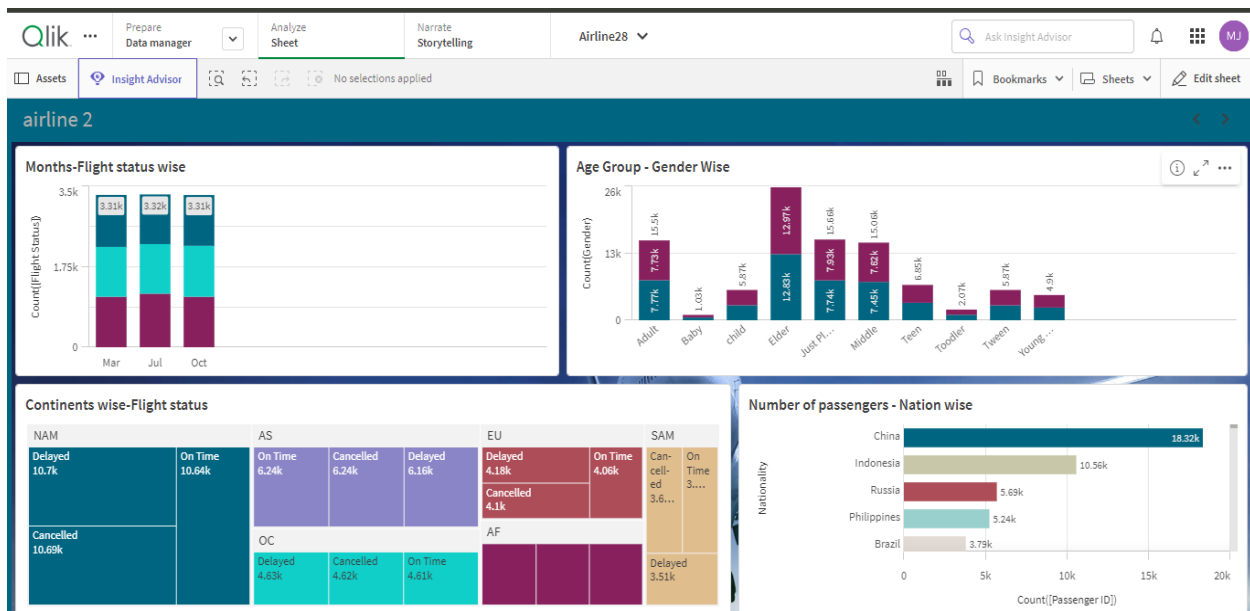 Qlik
Prepare
Data manager
Analyze
Sheet
Narrate
Storytelling
Airline28
Ask Insight Advisor
MJ
Assets
Insight Advisor
No selections applied
Bookmarks
Sheets
Edit sheet
airline 2
Months-Flight status wise
Count([Flight Status])
3.5k
1.75k
0
3.31k
3.32k
3.31k
Mar
Jul
Oct
Age Group - Gender Wise
Count(Gender)
26k
13k
0
15.5k
7.73k
7.77k
1.03k
5.87k
12.97k
12.83k
15.66k
7.93k
7.74k
15.06k
7.62k
7.45k
6.85k
2.07k
5.87k
4.9k
Adult
Baby
child
Elder
Just Pl...
Middle
Teen
Toodler
Tween
Young ...
Continents wise-Flight status
NAM
Delayed
10.7k
On Time
10.64k
Cancelled
10.69k
AS
On Time
6.24k
Cancelled
6.24k
Delayed
6.16k
OC
Delayed
4.63k
Cancelled
4.62k
On Time
4.61k
EU
Delayed
4.18k
On Time
4.06k
Cancelled
4.1k
AF
SAM
Can-
cell-
ed
3.6...
On
Time
3....
Delayed
3.51k
Number of passengers - Nation wise
Nationality
China
18.32k
Indonesia
10.56k
Russia
5.69k
Philippines
5.24k
Brazil
3.79k
0
5k
10k
15k
20k
Count([Passenger ID])